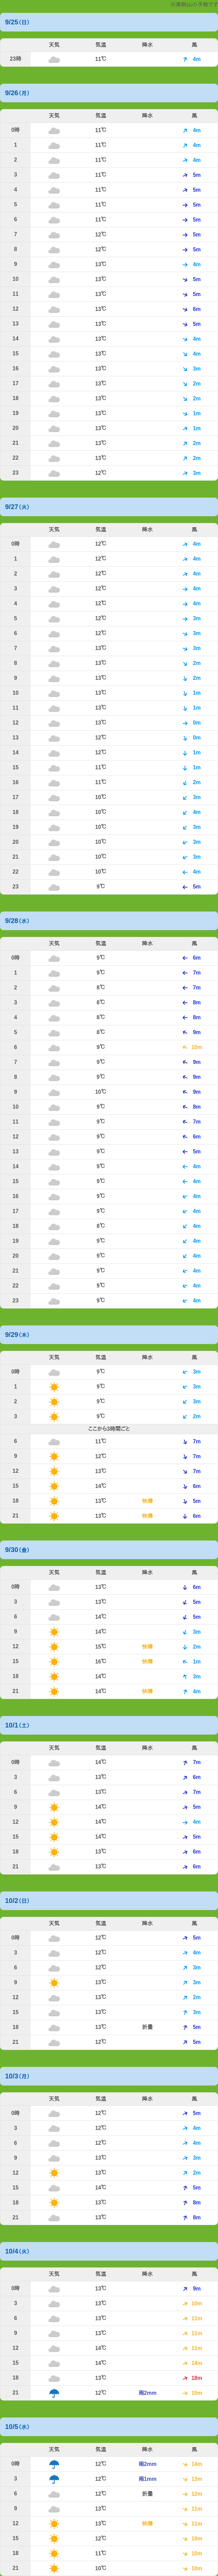 ※薬師山の予報です
9/25(日)
天気 気温 降水 風
23時 11℃ 4m
9/26(月)
天気 気温 降水 風
0時 11℃ 4m
1 11℃ 4m
2 11℃ 4m
3 11℃ 5m
4 11℃ 5m
5 11℃ 5m
6 11℃ 5m
7 12℃ 5m
8 12℃ 5m
9 13℃ 4m
10 13℃ 5m
11 13℃ 5m
12 13℃ 6m
13 13℃ 5m
14 13℃ 4m
15 13℃ 4m
16 13℃ 3m
17 13℃ 2m
18 13℃ 2m
19 13℃ 1m
20 13℃ 1m
21 13℃ 2m
22 13℃ 2m
23 12℃ 3m
9/27(火)
天気 気温 降水 風
0時 12℃ 4m
1 12℃ 4m
2 12℃ 4m
3 12℃ 4m
4 12℃ 4m
5 12℃ 3m
6 12℃ 3m
7 13℃ 3m
8 13℃ 2m
9 13℃ 2m
10 13℃ 1m
11 13℃ 1m
12 13℃ 0m
13 12℃ 0m
14 12℃ 1m
15 11℃ 1m
16 11℃ 2m
17 10℃ 3m
18 10℃ 4m
19 10℃ 3m
20 10℃ 3m
21 10℃ 3m
22 10℃ 4m
23 9℃ 5m
9/28(水)
天気 気温 降水 風
0時 9℃ 6m
1 9℃ 7m
2 8℃ 7m
3 8℃ 8m
4 8℃ 8m
5 8℃ 9m
6 9℃ 10m
7 9℃ 9m
8 9℃ 9m
9 10℃ 9m
10 9℃ 8m
11 9℃ 7m
12 9℃ 6m
13 9℃ 5m
14 9℃ 4m
15 9℃ 4m
16 9℃ 4m
17 9℃ 4m
18 8℃ 4m
19 9℃ 4m
20 9℃ 4m
21 9℃ 4m
22 9℃ 4m
23 9℃ 4m
9/29(木)
天気 気温 降水 風
0時 9℃ 3m
1 9℃ 3m
2 9℃ 3m
3 9℃ 2m
ここから3時間ごと
6 11℃ 7m
9 12℃ 7m
12 13℃ 7m
15 14℃ 6m
18 13℃ 快晴 5m
21 13℃ 快晴 6m
9/30(金)
天気 気温 降水 風
0時 13℃ 6m
3 13℃ 5m
6 14℃ 5m
9 14℃ 3m
12 15℃ 快晴 2m
15 16℃ 快晴 1m
18 14℃ 3m
21 14℃ 快晴 4m
10/1(土)
天気 気温 降水 風
0時 14℃ 7m
3 13℃ 6m
6 13℃ 7m
9 14℃ 5m
12 14℃ 4m
15 14℃ 5m
18 13℃ 6m
21 13℃ 6m
10/2(日)
天気 気温 降水 風
0時 12℃ 5m
3 12℃ 4m
6 12℃ 3m
9 13℃ 3m
12 13℃ 2m
15 13℃ 3m
18 13℃ 折曇 5m
21 12℃ 5m
10/3(月)
天気 気温 降水 風
0時 12℃ 5m
3 12℃ 4m
6 12℃ 4m
9 13℃ 3m
12 13℃ 2m
15 14℃ 5m
18 13℃ 8m
21 13℃ 8m
10/4(火)
天気 気温 降水 風
0時 13℃ 9m
3 13℃ 10m
6 13℃ 11m
9 13℃ 11m
12 14℃ 11m
15 14℃ 14m
18 13℃ 18m
21 12℃ 雨2mm 15m
10/5(水)
天気 気温 降水 風
0時 12℃ 雨2mm 14m
3 12℃ 雨1mm 13m
6 12℃ 折曇 12m
9 13℃ 11m
12 13℃ 快晴 11m
15 12℃ 10m
18 11℃ 10m
21 10℃ 10m